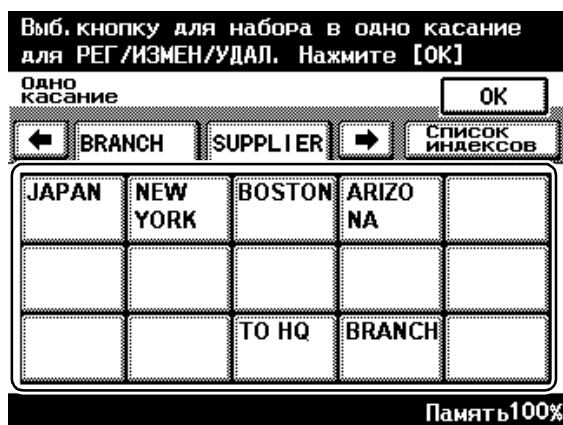 Выб.кнопку для набора в одно касание
для РЕГ/ИЗМЕН/УДАЛ. Нажмите [OK]
Одно
касание
OK
BRANCH SUPPLIER Список
индексов
JAPAN NEW BOSTON ARIZO
YORK NA
TO HQ BRANCH
Память100%